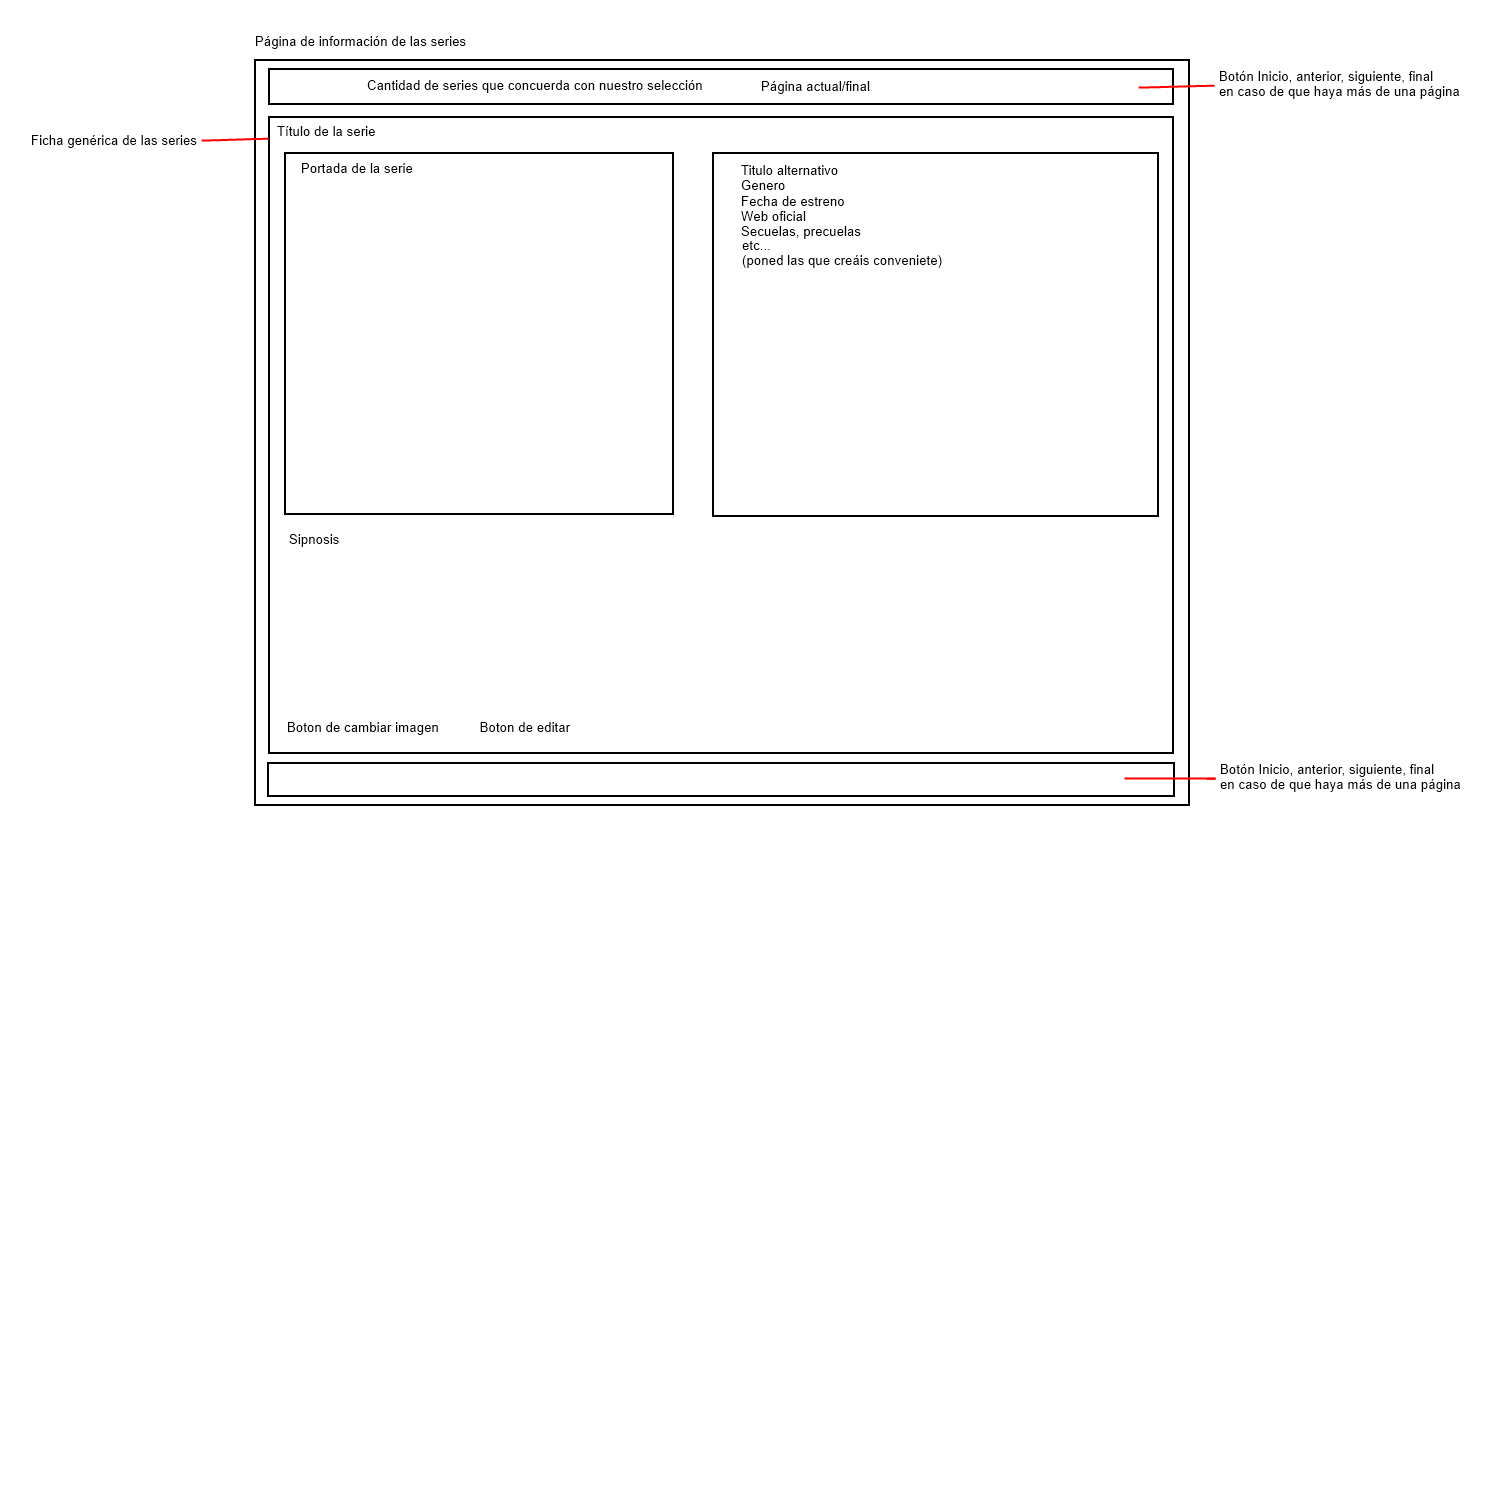 Página de información de las series
Cantidad de series que concuerda con nuestro selección
Página actual/final
Botón Inicio, anterior, siguiente, final
en caso de que haya más de una página
Ficha genérica de las series
Título de la serie
Portada de la serie
Titulo alternativo
Genero
Fecha de estreno
Web oficial
Secuelas, precuelas
etc...
(poned las que creáis conveniete)
Sipnosis
Boton de cambiar imagen
Boton de editar
Botón Inicio, anterior, siguiente, final
en caso de que haya más de una página